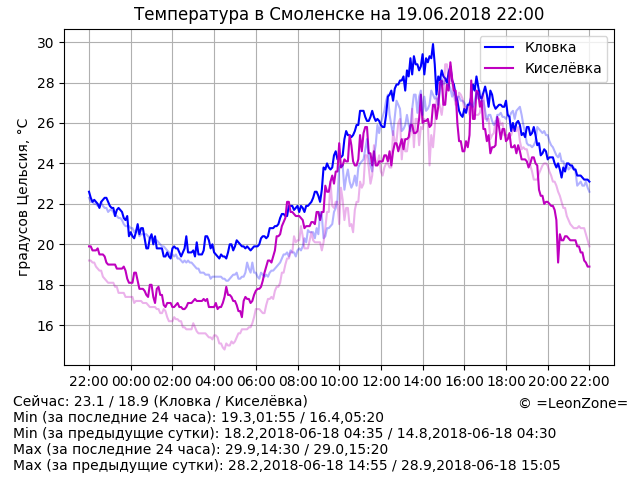 Температура в Смоленске на 19.06.2018 22:00
Кловка
Киселёвка
градусов Цельсия, °C
30
28
26
24
22
20
18
16
22:00 00:00 02:00 04:00 06:00 08:00 10:00 12:00 14:00 16:00 18:00 20:00 22:00
Сейчас: 23.1 / 18.9 (Кловка / Киселёвка)
© =LeonZone=
Min (за последние 24 часа): 19.3,01:55 / 16.4,05:20
Min (за предыдущие сутки): 18.2,2018-06-18 04:35 / 14.8,2018-06-18 04:30
Max (за последние 24 часа): 29.9,14:30 / 29.0,15:20
Max (за предыдущие сутки): 28.2,2018-06-18 14:55 / 28.9,2018-06-18 15:05